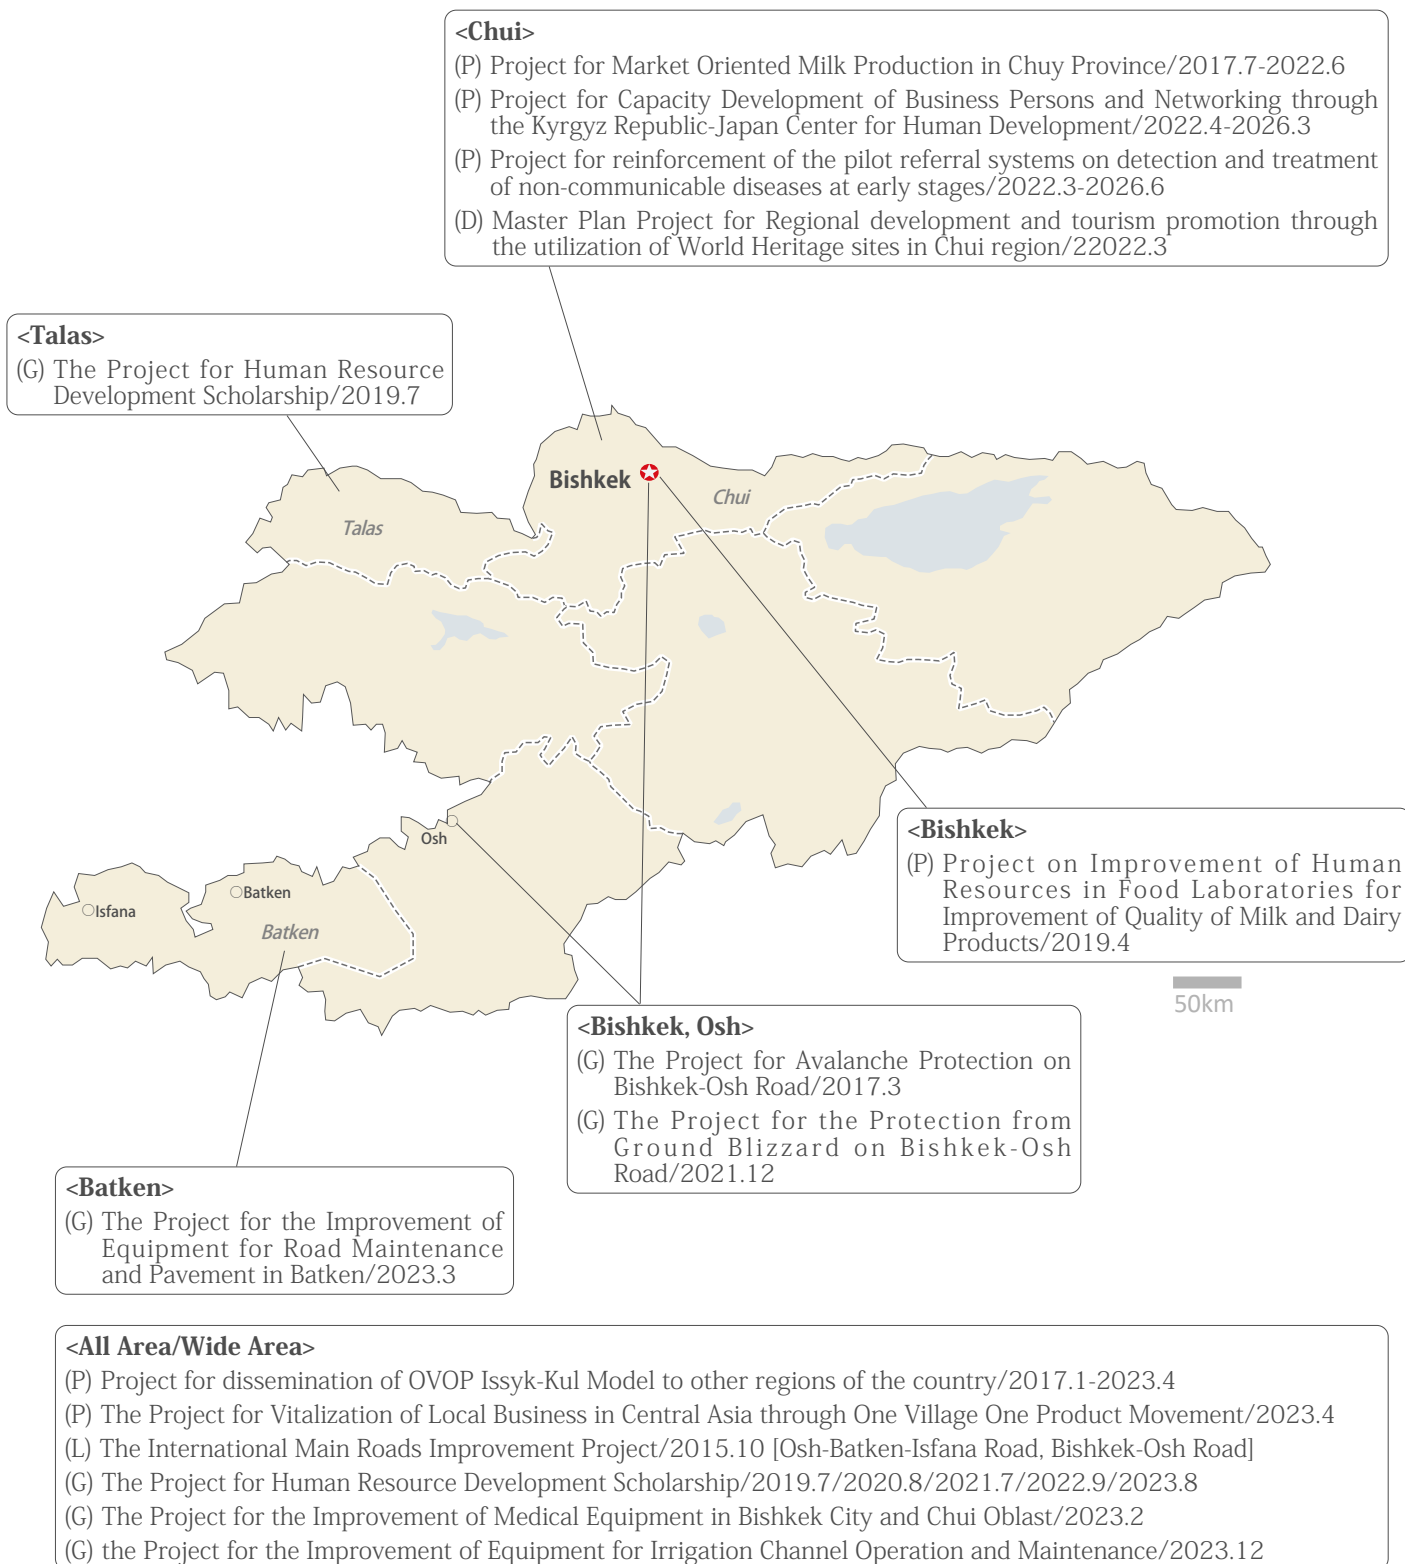 <Chui>
(P) Project for Market Oriented Milk Production in Chuy Province/2017.7-2022.6
(P) Project for Capacity Development of Business Persons and Networking through
the Kyrgyz Republic-Japan Center for Human Development/2022.4-2026.3
(P) Project for reinforcement of the pilot referral systems on detection and treatment
of non-communicable diseases at early stages/2022.3-2026.6
(D) Master Plan Project for Regional development and tourism promotion through
the utilization of World Heritage sites in Chui region/22022.3
<Talas>
(G) The Project for Human Resource
Development Scholarship/2019.7
Bishkek
Chui
Talas
Osh
Batken
Isfana
Batken
<Bishkek>
(P) Project on Improvement of Human
Resources in Food Laboratories for
Improvement of Quality of Milk and Dairy
Products/2019.4
50km
<Bishkek, Osh>
(G) The Project for Avalanche Protection on
Bishkek-Osh Road/2017.3
(G) The Project for the Protection from
Ground Blizzard on Bishkek-Osh
Road/2021.12
<Batken>
(G) The Project for the Improvement of
Equipment for Road Maintenance
and Pavement in Batken/2023.3
<All Area/Wide Area>
(P) Project for dissemination of OVOP Issyk-Kul Model to other regions of the country/2017.1-2023.4
(P) The Project for Vitalization of Local Business in Central Asia through One Village One Product Movement/2023.4
(L) The International Main Roads Improvement Project/2015.10 [Osh-Batken-Isfana Road, Bishkek-Osh Road]
(G) The Project for Human Resource Development Scholarship/2019.7/2020.8/2021.7/2022.9/2023.8
(G) The Project for the Improvement of Medical Equipment in Bishkek City and Chui Oblast/2023.2
(G) the Project for the Improvement of Equipment for Irrigation Channel Operation and Maintenance/2023.12